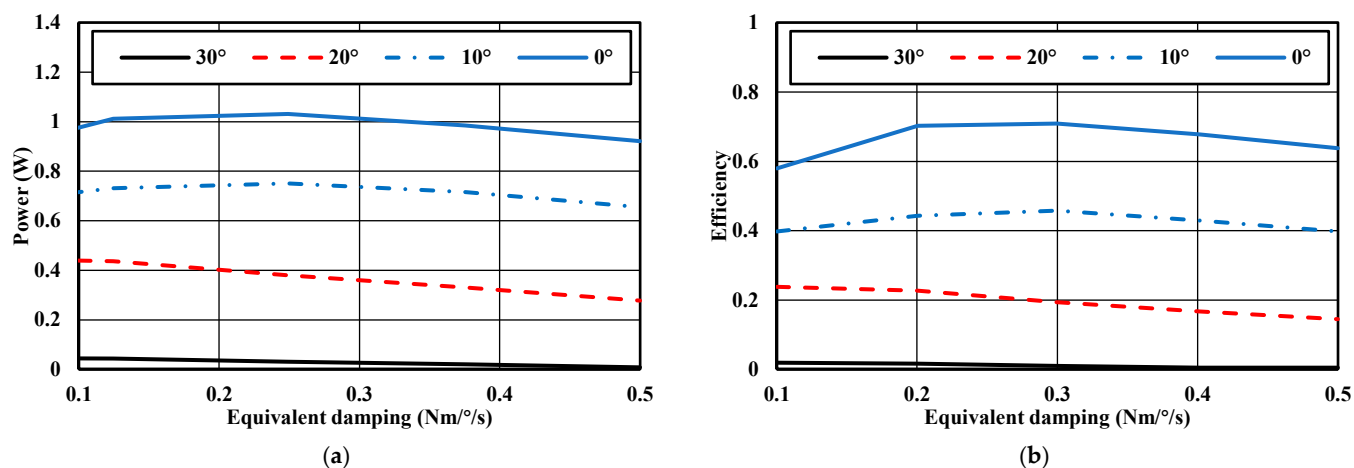 1.4
1.2
1
0.8
0.6
0.4
0.2
0
Power (W)
30° 20° 10° 0°
0.1 0.2 0.3 0.4 0.5
Equivalent damping (Nm/°/s)
(a)
1
0.8
0.6
0.4
0.2
0
Efficiency
30° 20° 10° 0°
0.1 0.2 0.3 0.4 0.5
Equivalent damping (Nm/°/s)
(b)